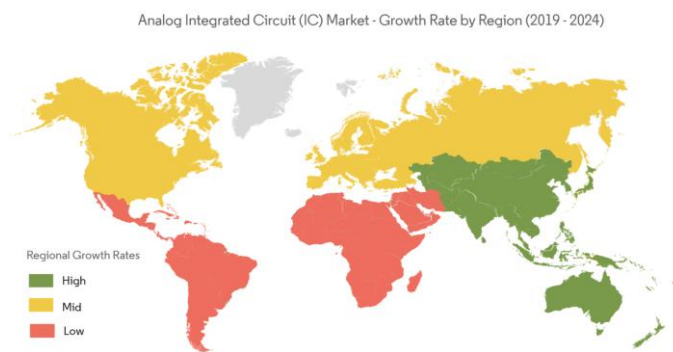 Analog Integrated Circuit (IC) Market - Growth Rate by Region (2019 - 2024)
Regional Growth Rates
High
Mid
Low